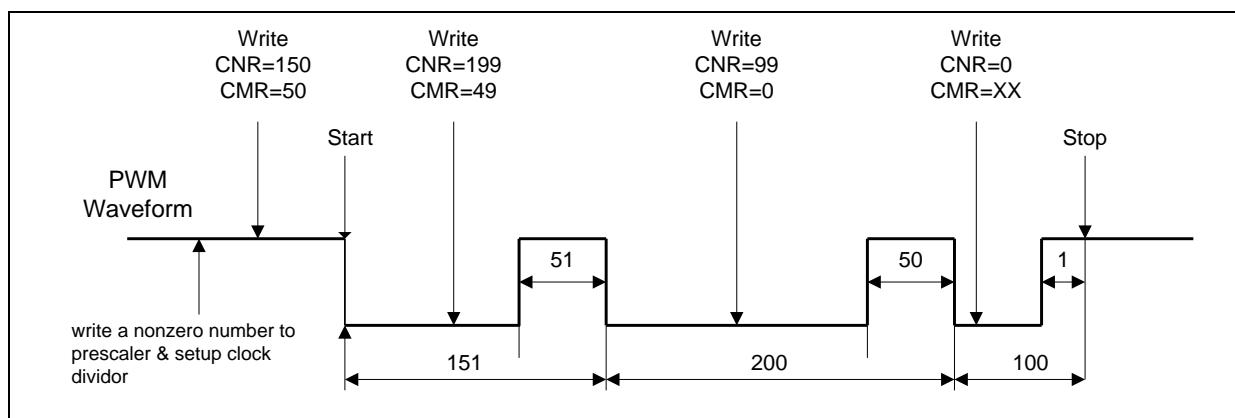 Write
CNR=150
CMR=50
Write
CNR=199
CMR=49
Write
CNR=99
CMR=0
Write
CNR=0
CMR=XX
Start
Stop
PWM
Waveform
51
50
1
write a nonzero number to
prescaler & setup clock
dividor
151
200
100